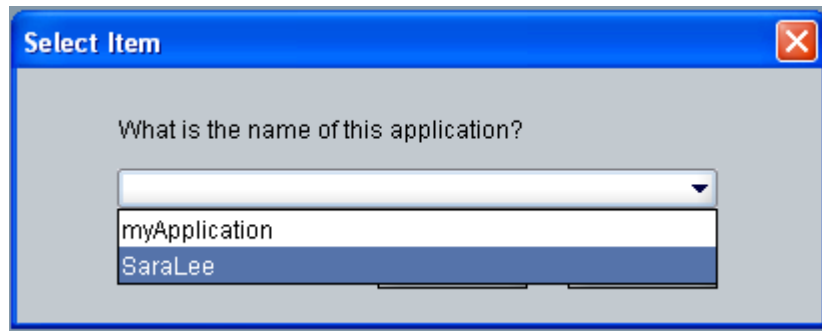 Select Item
What is the name of this application?
myApplication
SaraLee